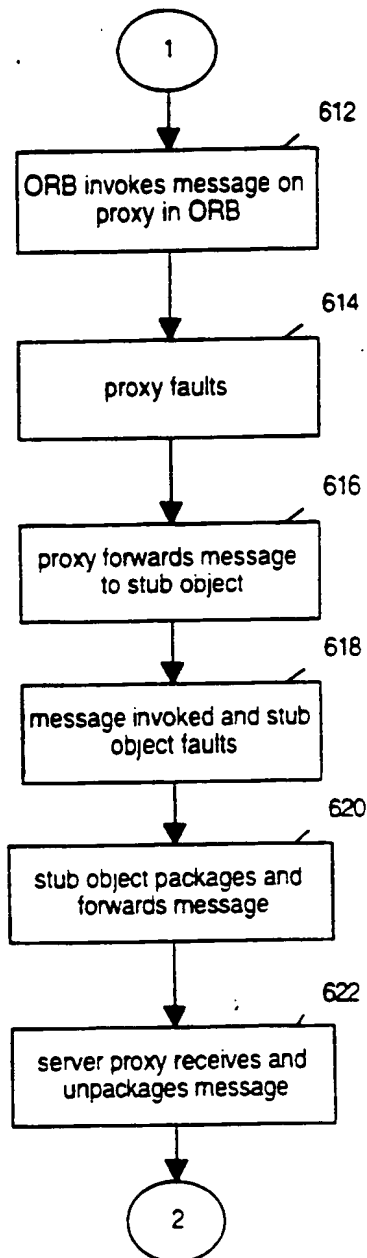 1
612
ORB invokes message on
proxy in ORB
614
proxy faults
616
proxy forwards message
to stub object
618
message invoked and stub
object faults
620
stub object packages and
forwards message
622
server proxy receives and
unpackages message
2